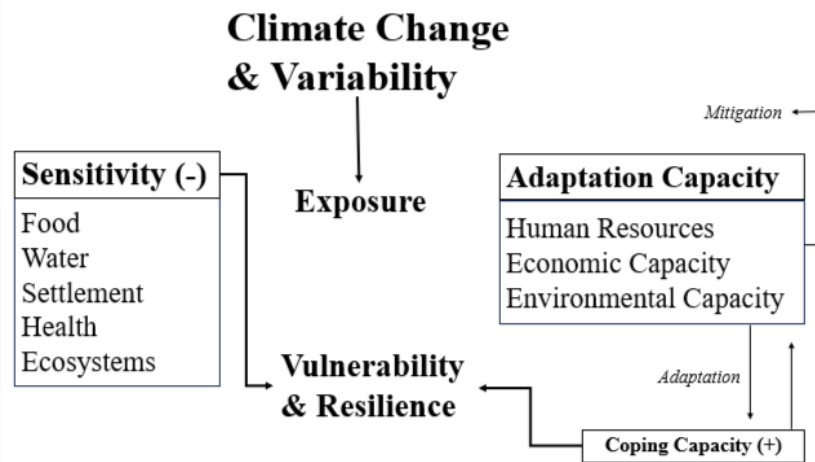 Climate Change
& Variability
Mitigation
Sensitivity (-)
Food
Water
Settlement
Health
Ecosystems
Exposure
Adaptation Capacity
Human Resources
Economic Capacity
Environmental Capacity
Vulnerability
& Resilience
Adaptation
Coping Capacity (+)